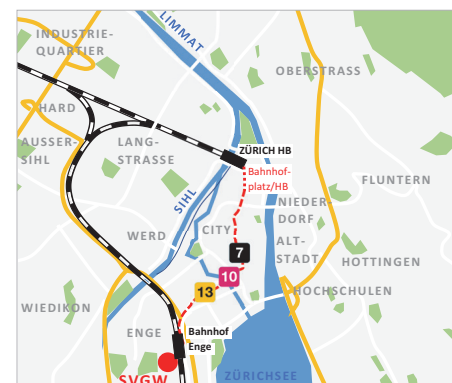 LIMMAT
INDUSTRIE-
QUARTIER
OBERSTRASS
HARD
AUSSER-
SIHL
LANG-
STRASSE
ZÜRICH HB
Bahnhof-
platz/HB
FLUNTERN
SIHL
NIEDER-
DORF
CITY
WERD
ALT-
STADT
7
HOTTINGEN
10
13
HOCHSCHULEN
WIEDIKON
ENGE
Bahnhof
Enge
SVGW
ZÜRICHSEE